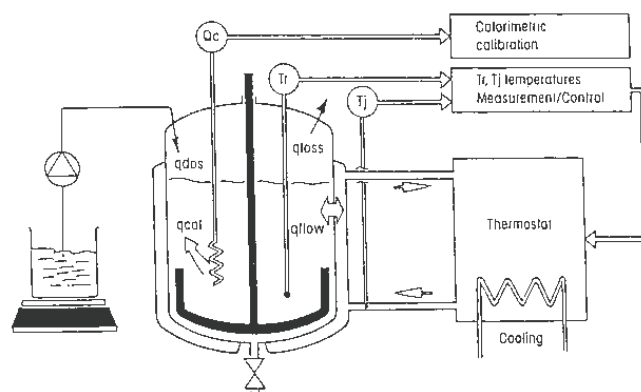 Qc
Calorimetric
calibration
Tr
Tr, Tj temperatures
Measurement/Control
Tj
qdos
qloss
qcal
qflow
Thermostat
Cooling